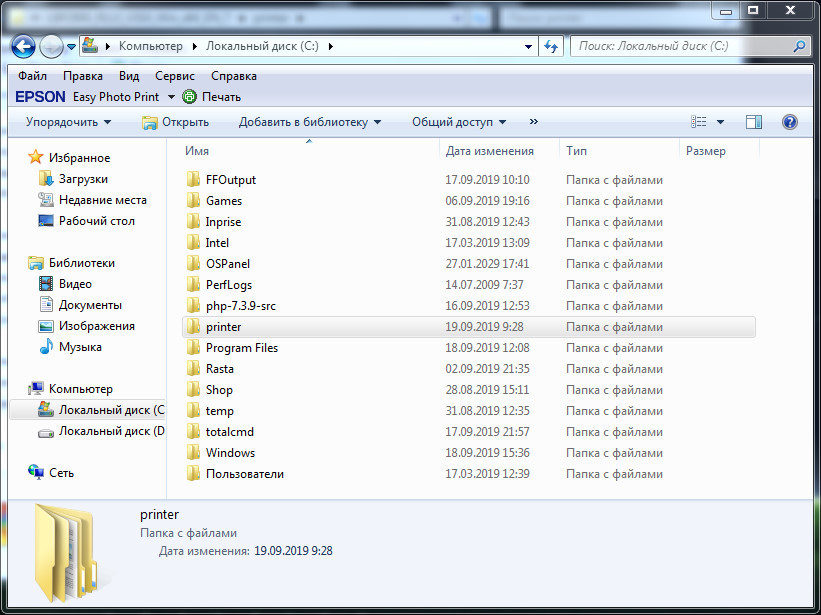 Компьютер Локальный диск (C:) Поиск: Локальный диск (C:)
Файл Правка Вид Сервис Справка
EPSON Easy Photo Print Печать
Упорядочить Открыть Добавить в библиотеку Общий доступ »
Имя Дата изменения Тип Размер
Избранное
Загрузки
Недавние места
Рабочий стол
Библиотеки
Видео
Документы
Изображения
Музыка
Компьютер
Локальный диск (C
Локальный диск (D
Сеть
FFOutput 17.09.2019 10:10 Папка с файлами
Games 06.09.2019 19:16 Папка с файлами
Inprise 31.08.2019 12:43 Папка с файлами
Intel 17.03.2019 13:09 Папка с файлами
OSPanel 27.01.2029 17:41 Папка с файлами
PerfLogs 14.07.2009 7:37 Папка с файлами
php-7.3.9-src 16.09.2019 12:53 Папка с файлами
printer 19.09.2019 9:28 Папка с файлами
Program Files 18.09.2019 12:08 Папка с файлами
Rasta 02.09.2019 21:35 Папка с файлами
Shop 28.08.2019 15:11 Папка с файлами
temp 31.08.2019 12:35 Папка с файлами
totalcmd 17.09.2019 21:57 Папка с файлами
Windows 18.09.2019 15:36 Папка с файлами
Пользователи 17.03.2019 12:39 Папка с файлами
printer
Папка с файлами
Дата изменения: 19.09.2019 9:28